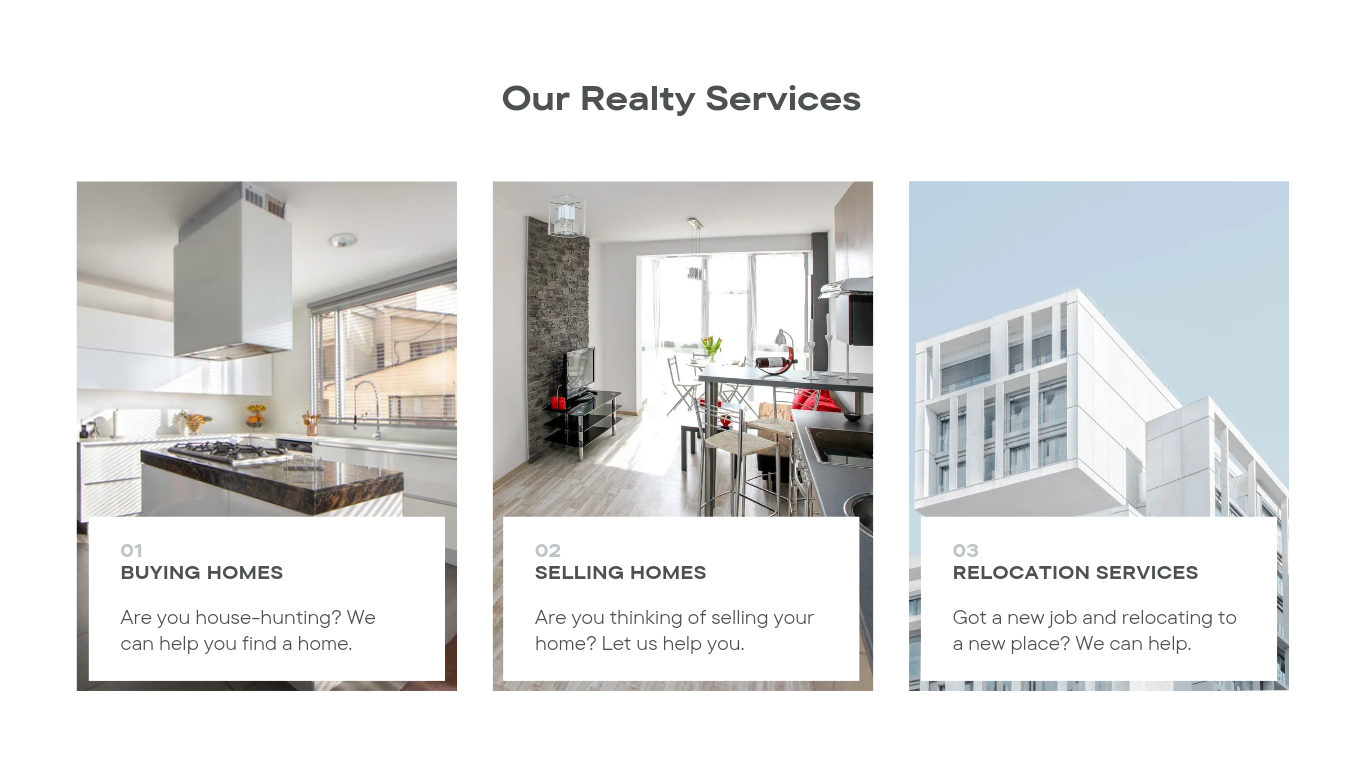 Our Realty Services
01
BUYING HOMES
Are you house-hunting? We
can help you find a home.
02
SELLING HOMES
Are you thinking of selling your
home? Let us help you.
03
RELOCATION SERVICES
Got a new job and relocating to
a new place? We can help.